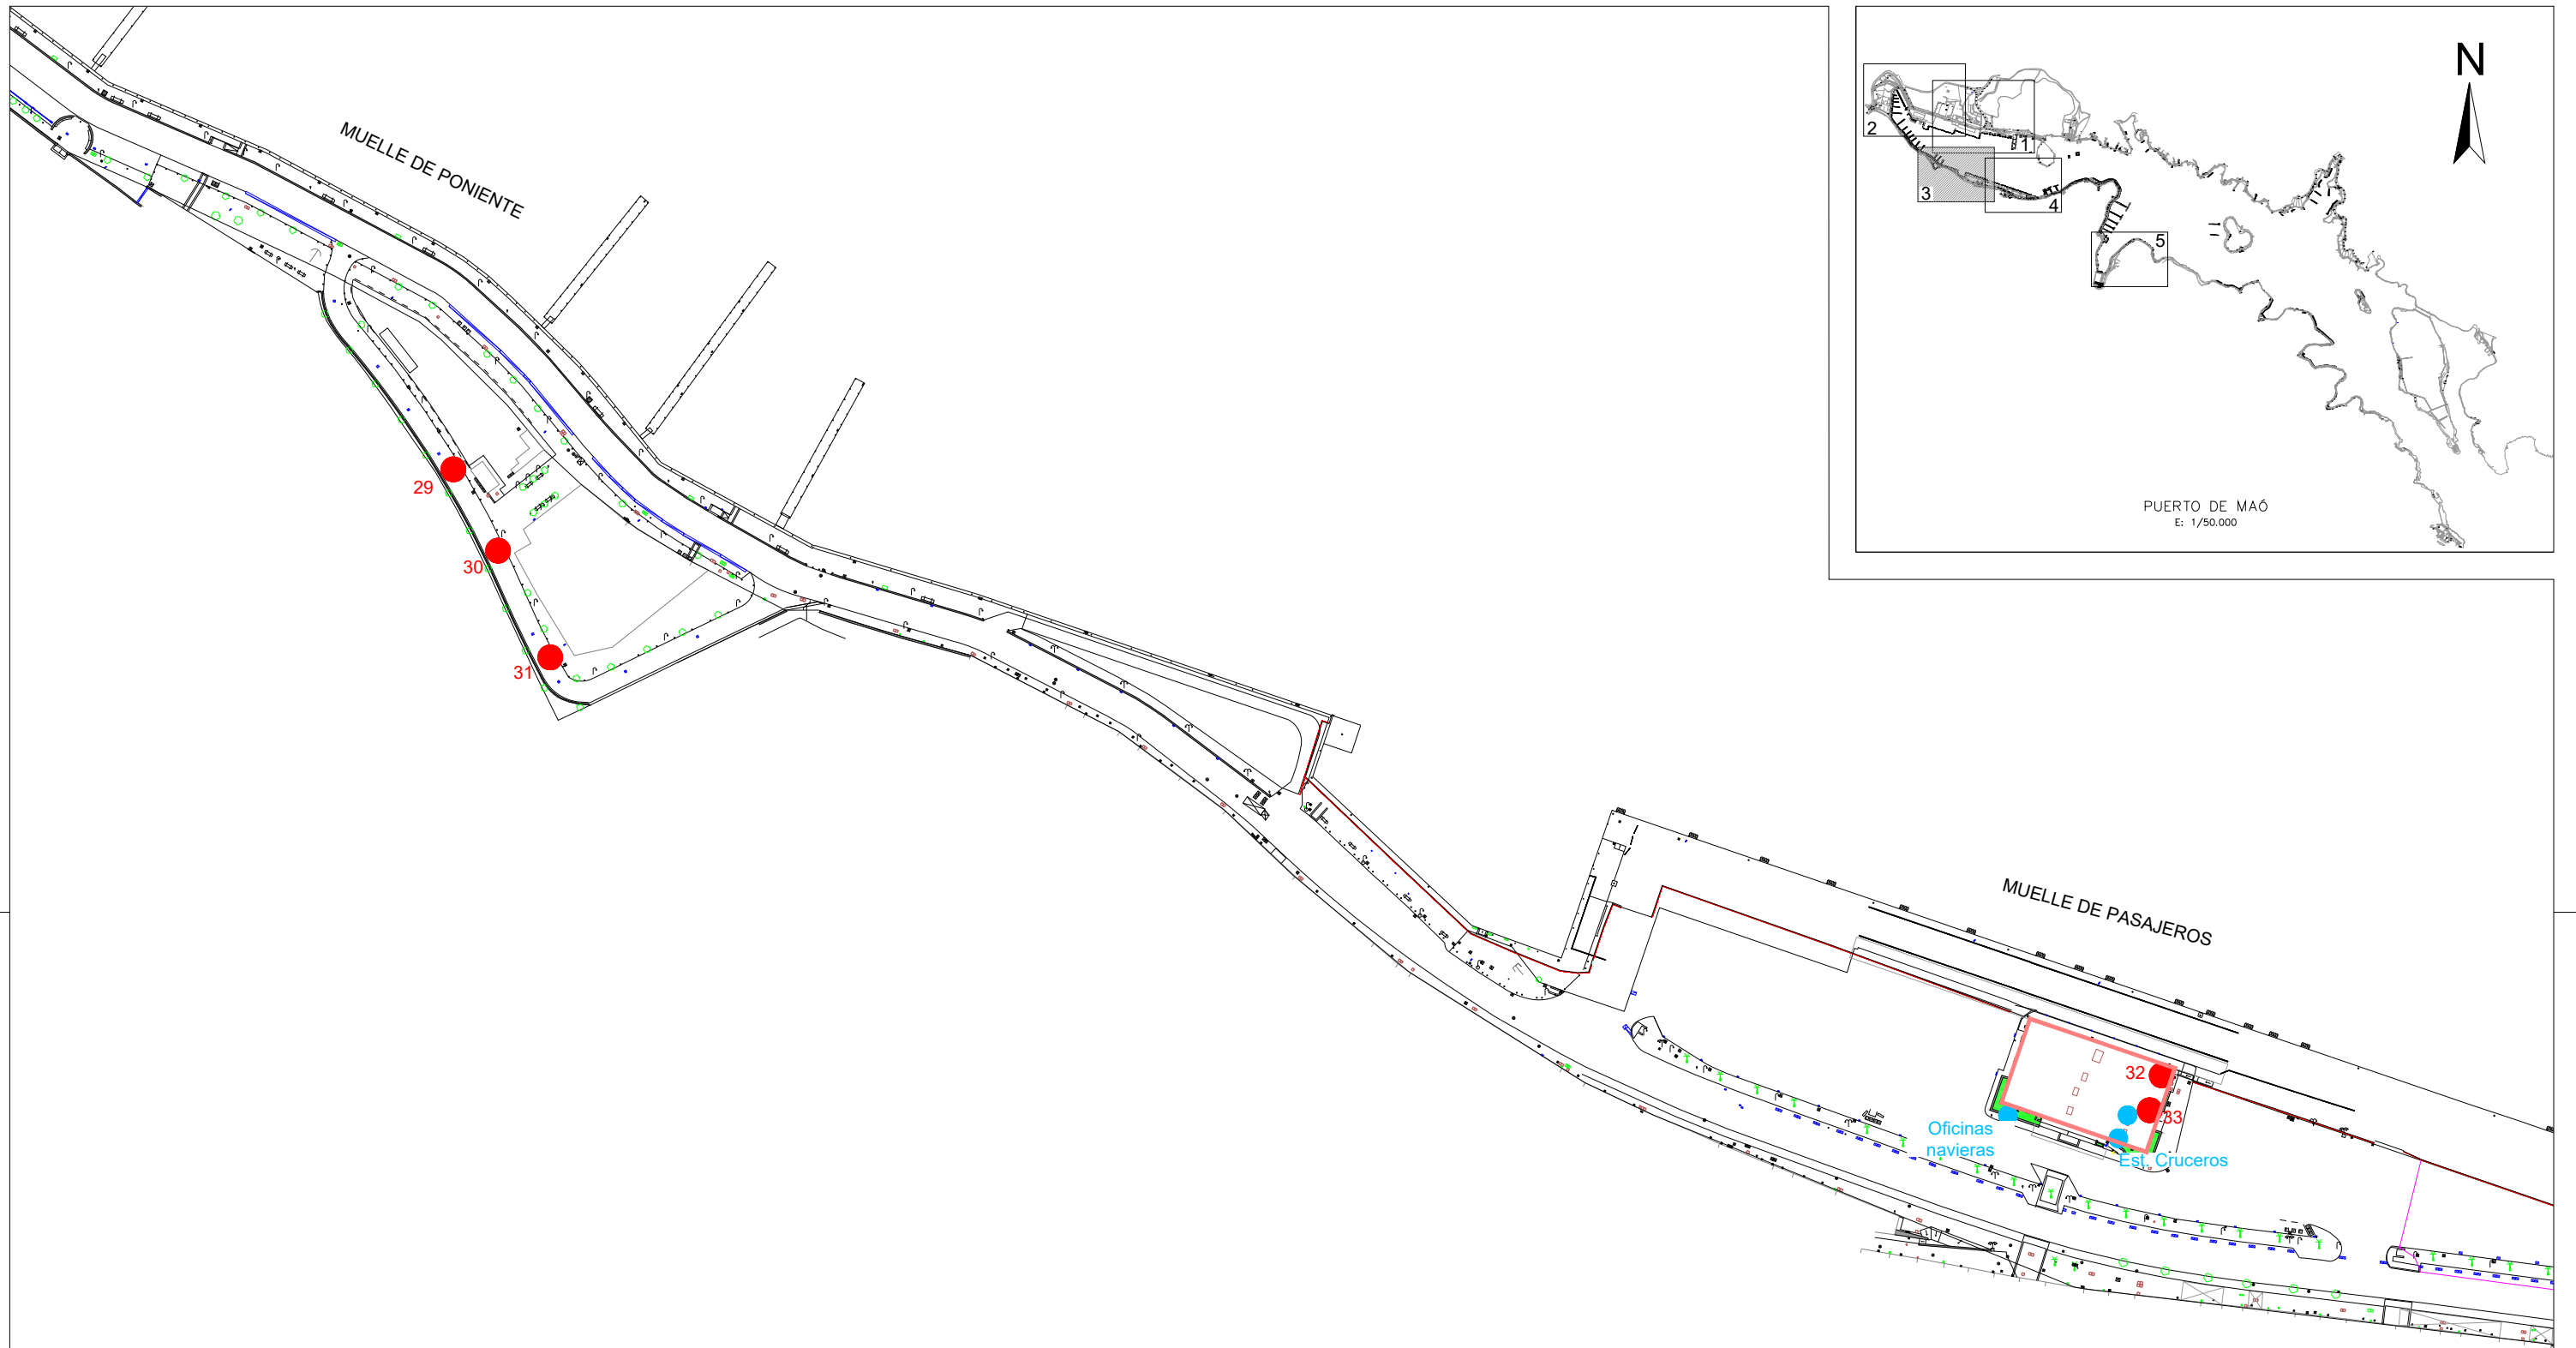 MUELLE DE PONIENTE
N
2
1
3
4
5
PUERTO DE MAÓ
E: 1/50.000
29
30
31
MUELLE DE PASAJEROS
32
33
Oficinas
navieras
Est. Cruceros